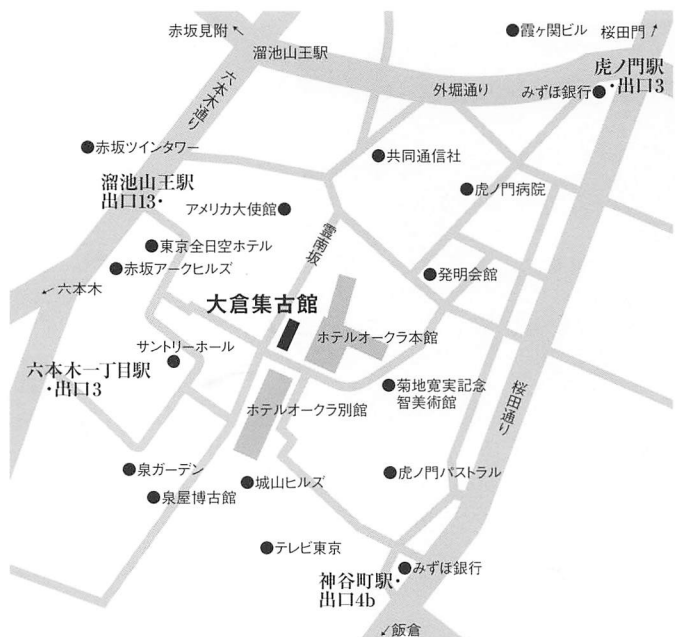 赤坂見附↖
溜池山王駅
●霞ヶ関ビル
桜田門↗
虎ノ門駅
・出口3
六本木通り
外堀通り
みずほ銀行●
●赤坂ツインタワー
●共同通信社
溜池山王駅
出口13・
●虎ノ門病院
アメリカ大使館●
霊南坂
●東京全日空ホテル
●赤坂アークヒルズ
●発明会館
↙六本木
大倉集古館
ホテルオークラ本館
サントリーホール
六本木一丁目駅
・出口3
●菊地寛実記念
智美術館
桜田通り
ホテルオークラ別館
●泉ガーデン
●泉屋博古館
●城山ヒルズ
●虎ノ門パストラル
●テレビ東京
神谷町駅・
出口4b
●みずほ銀行
↙飯倉